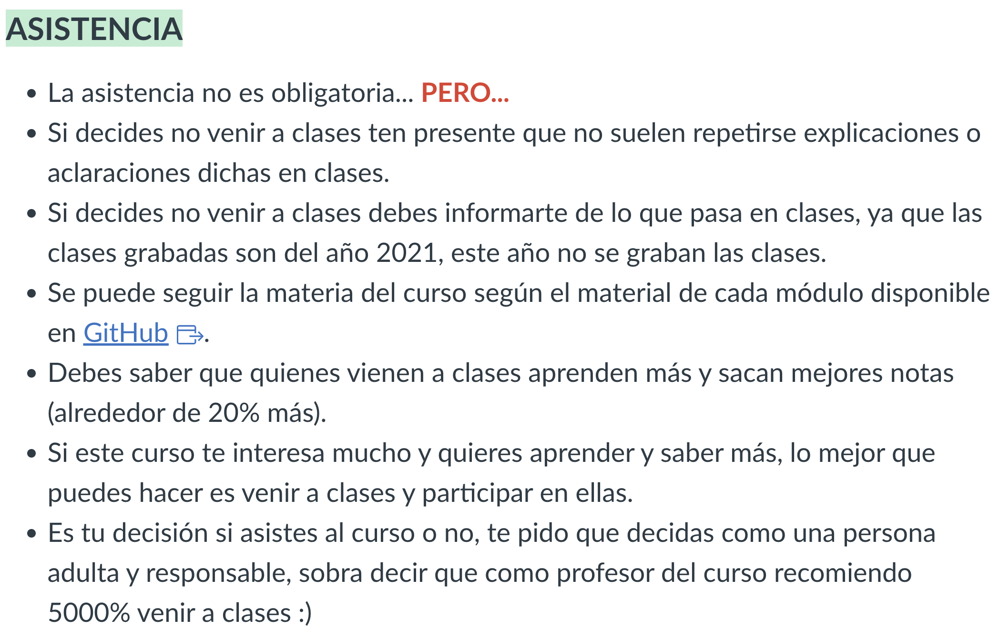 ASISTENCIA
• La asistencia no es obligatoria... PERO...
• Si decides no venir a clases ten presente que no suelen repetirse explicaciones o
aclaraciones dichas en clases.
• Si decides no venir a clases debes informarte de lo que pasa en clases, ya que las
clases grabadas son del año 2021, este año no se graban las clases.
• Se puede seguir la materia del curso según el material de cada módulo disponible
en GitHub.
• Debes saber que quienes vienen a clases aprenden más y sacan mejores notas
(alrededor de 20% más).
• Si este curso te interesa mucho y quieres aprender y saber más, lo mejor que
puedes hacer es venir a clases y participar en ellas.
• Es tu decisión si asistes al curso o no, te pido que decidas como una persona
adulta y responsable, sobra decir que como profesor del curso recomiendo
5000% venir a clases :)